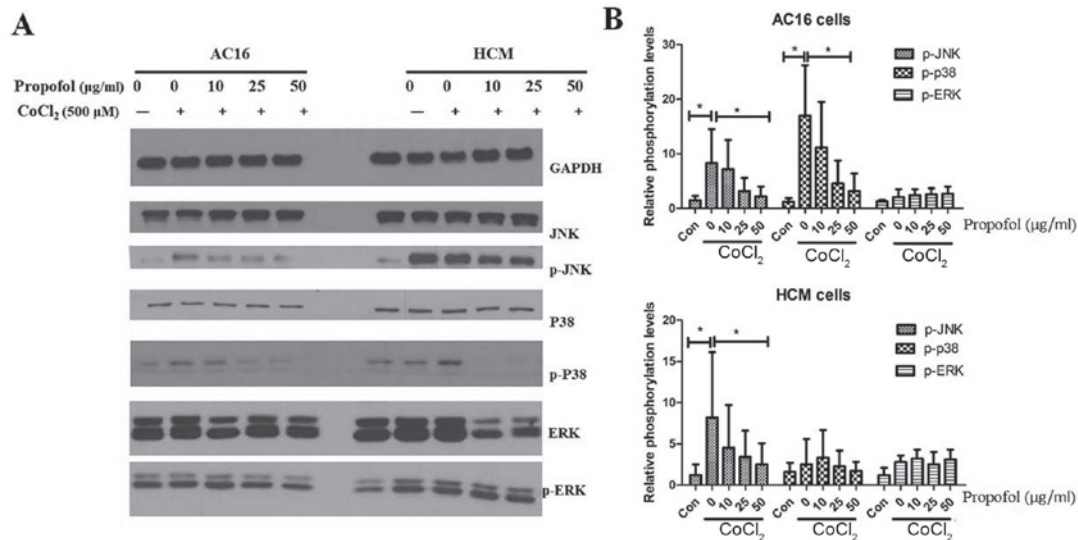 A
AC16 HCM
Propofol (µg/ml) 0 0 10 25 50 0 0 10 25 50
CoCl₂ (500 µM) — + + + + — + + + +
GAPDH
JNK
p-JNK
P38
p-P38
ERK
p-ERK
B
AC16 cells
Relative phosphorylation levels
30
20
10
0
* * * *
p-JNK
p-p38
p-ERK
Con 0 10 25 50 Con 0 10 25 50 Con 0 10 25 50 Propofol (µg/ml)
CoCl₂ CoCl₂ CoCl₂
HCM cells
Relative phosphorylation levels
20
15
10
5
0
* *
p-JNK
p-p38
p-ERK
Con 0 10 25 50 Con 0 10 25 50 Con 0 10 25 50 Propofol (µg/ml)
CoCl₂ CoCl₂ CoCl₂